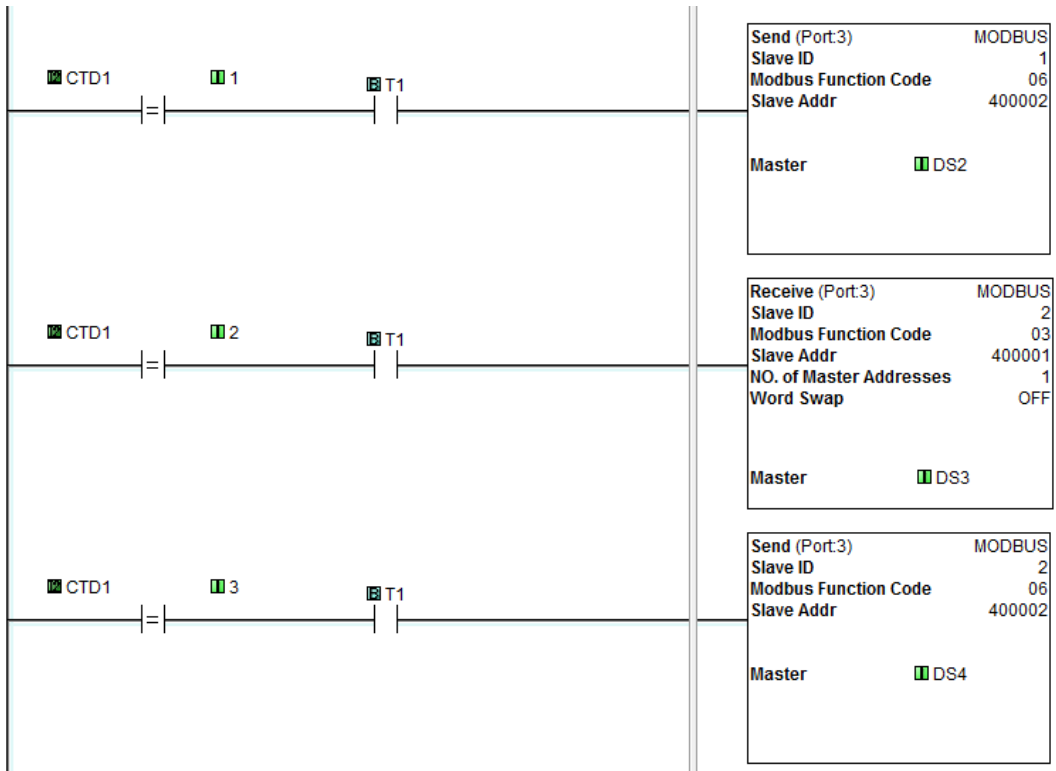 CTD1 1 T1
=
Send (Port:3) MODBUS
Slave ID 1
Modbus Function Code 06
Slave Addr 400002
Master DS2
CTD1 2 T1
=
Receive (Port:3) MODBUS
Slave ID 2
Modbus Function Code 03
Slave Addr 400001
NO. of Master Addresses 1
Word Swap OFF
Master DS3
CTD1 3 T1
=
Send (Port:3) MODBUS
Slave ID 2
Modbus Function Code 06
Slave Addr 400002
Master DS4